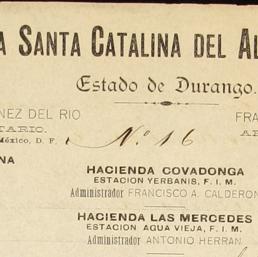 A SANTA CATALINA DEL AL
Estado de Durango.
NEZ DEL RIO
FRA
TARIO.
México, D. F.
No. 16
NA
HACIENDA COVADONGA
ESTACION YERBANIS, F. I. M.
Administrador FRANCISCO A. CALDERON
HACIENDA LAS MERCEDES
ESTACION AGUA VIEJA, F. I. M.
Administrador ANTONIO HERRAN.